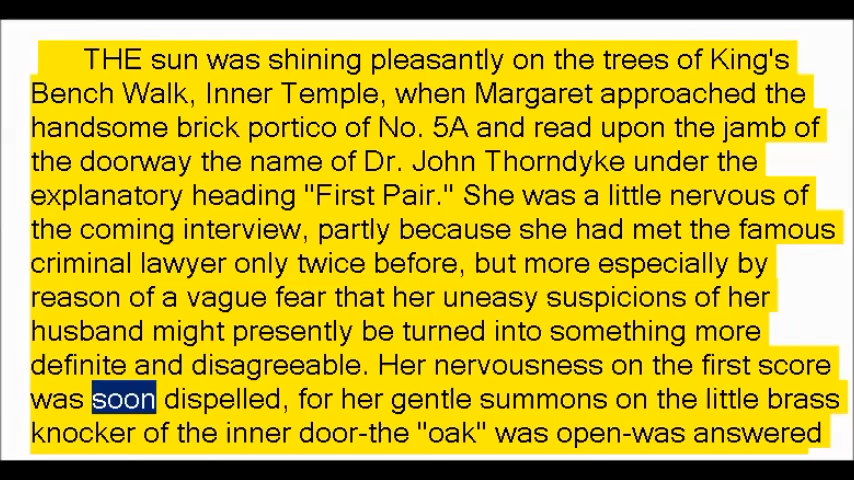 THE sun was shining pleasantly on the trees of King's
Bench Walk, Inner Temple, when Margaret approached the
handsome brick portico of No. 5A and read upon the jamb of
the doorway the name of Dr. John Thorndyke under the
explanatory heading "First Pair." She was a little nervous of
the coming interview, partly because she had met the famous
criminal lawyer only twice before, but more especially by
reason of a vague fear that her uneasy suspicions of her
husband might presently be turned into something more
definite and disagreeable. Her nervousness on the first score
was soon dispelled, for her gentle summons on the little brass
knocker of the inner door-the "oak" was open-was answered